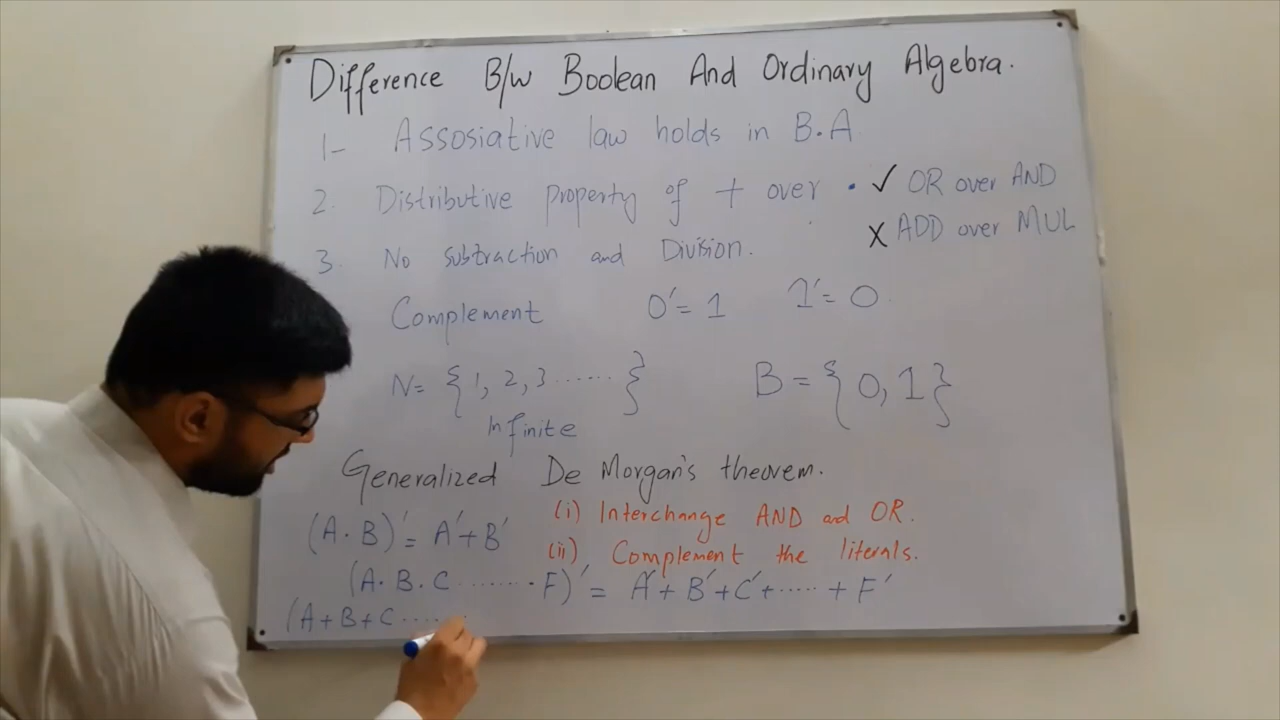 Difference B/w Boolean And Ordinary Algebra.
1- Assosiative law holds in B.A
2. Distributive property of + over • ✓ OR over AND
X ADD over MUL
3. No subtraction and Division.
Complement 0'=1 1'=0
N= {1, 2, 3 ...... } B = {0, 1}
Infinite
Generalized De Morgan's theorem.
(A·B)' = A'+B' (i) Interchange AND and OR.
(ii) Complement the literals.
(A·B·C ........ F)' = A'+B'+C'+.....+F'
(A+B+C......